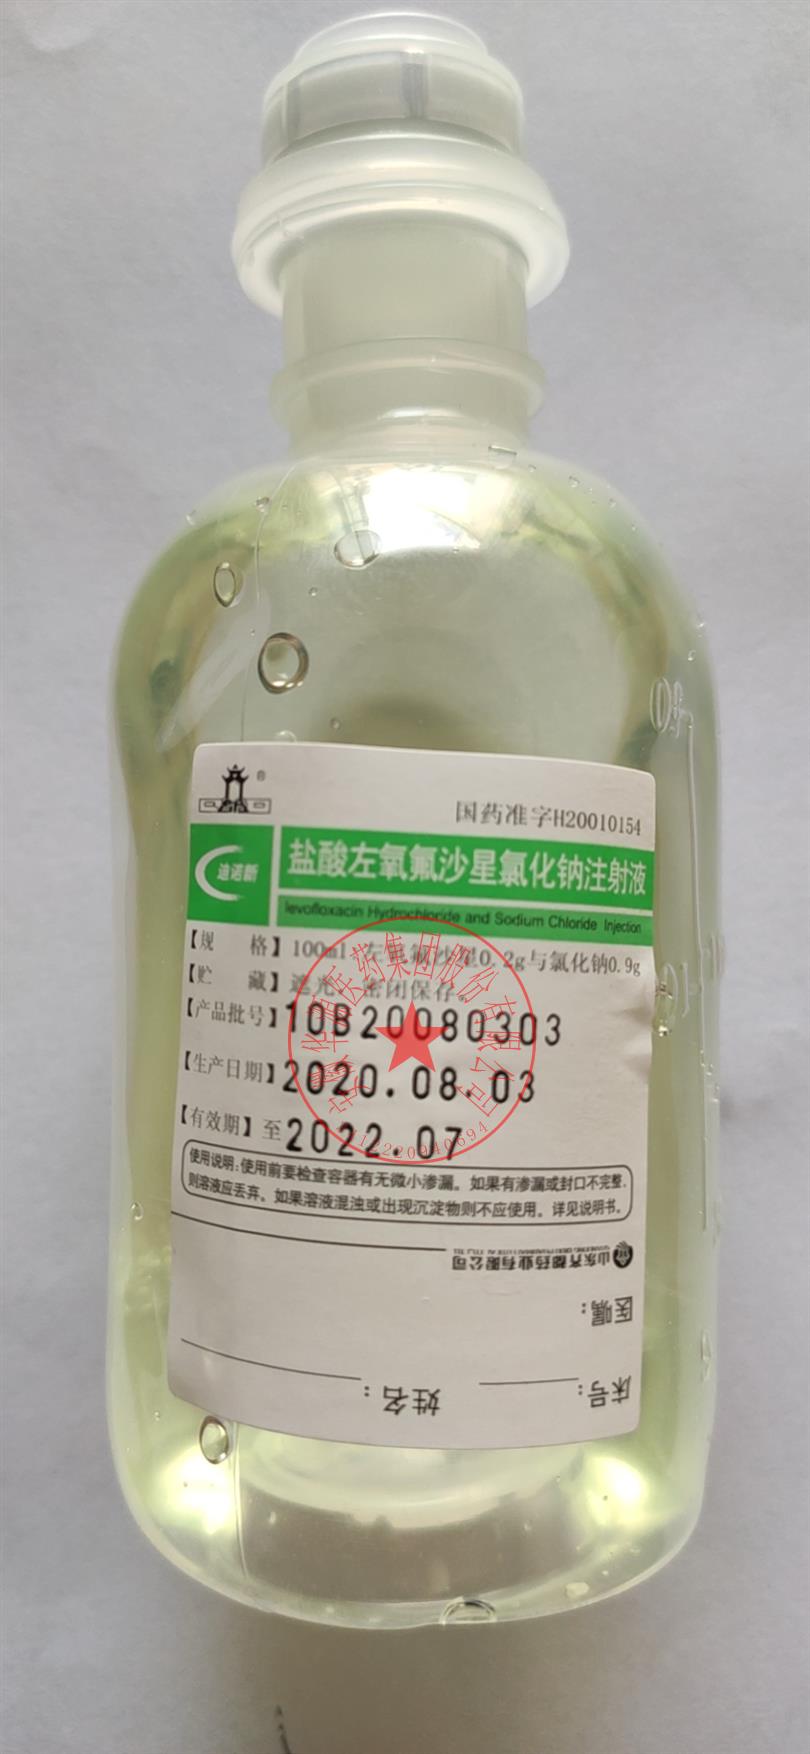 ®
国药准字H20010154
迪诺新
盐酸左氧氟沙星氯化钠注射液
levofloxacin Hydrochloride and Sodium Chloride Injection
【规 格】100ml:左氧氟沙星0.2g与氯化钠0.9g
【贮 藏】遮光,密闭保存。
【产品批号】10B20080303
【生产日期】2020.08.03
【有效期】至2022.07
使用说明:使用前要检查容器有无微小渗漏。如果有渗漏或封口不完整,
则溶液应丢弃。如果溶液混浊或出现沉淀物则不应使用。详见说明书。
山东齐都药业有限公司
医嘱:
床号:
姓名: